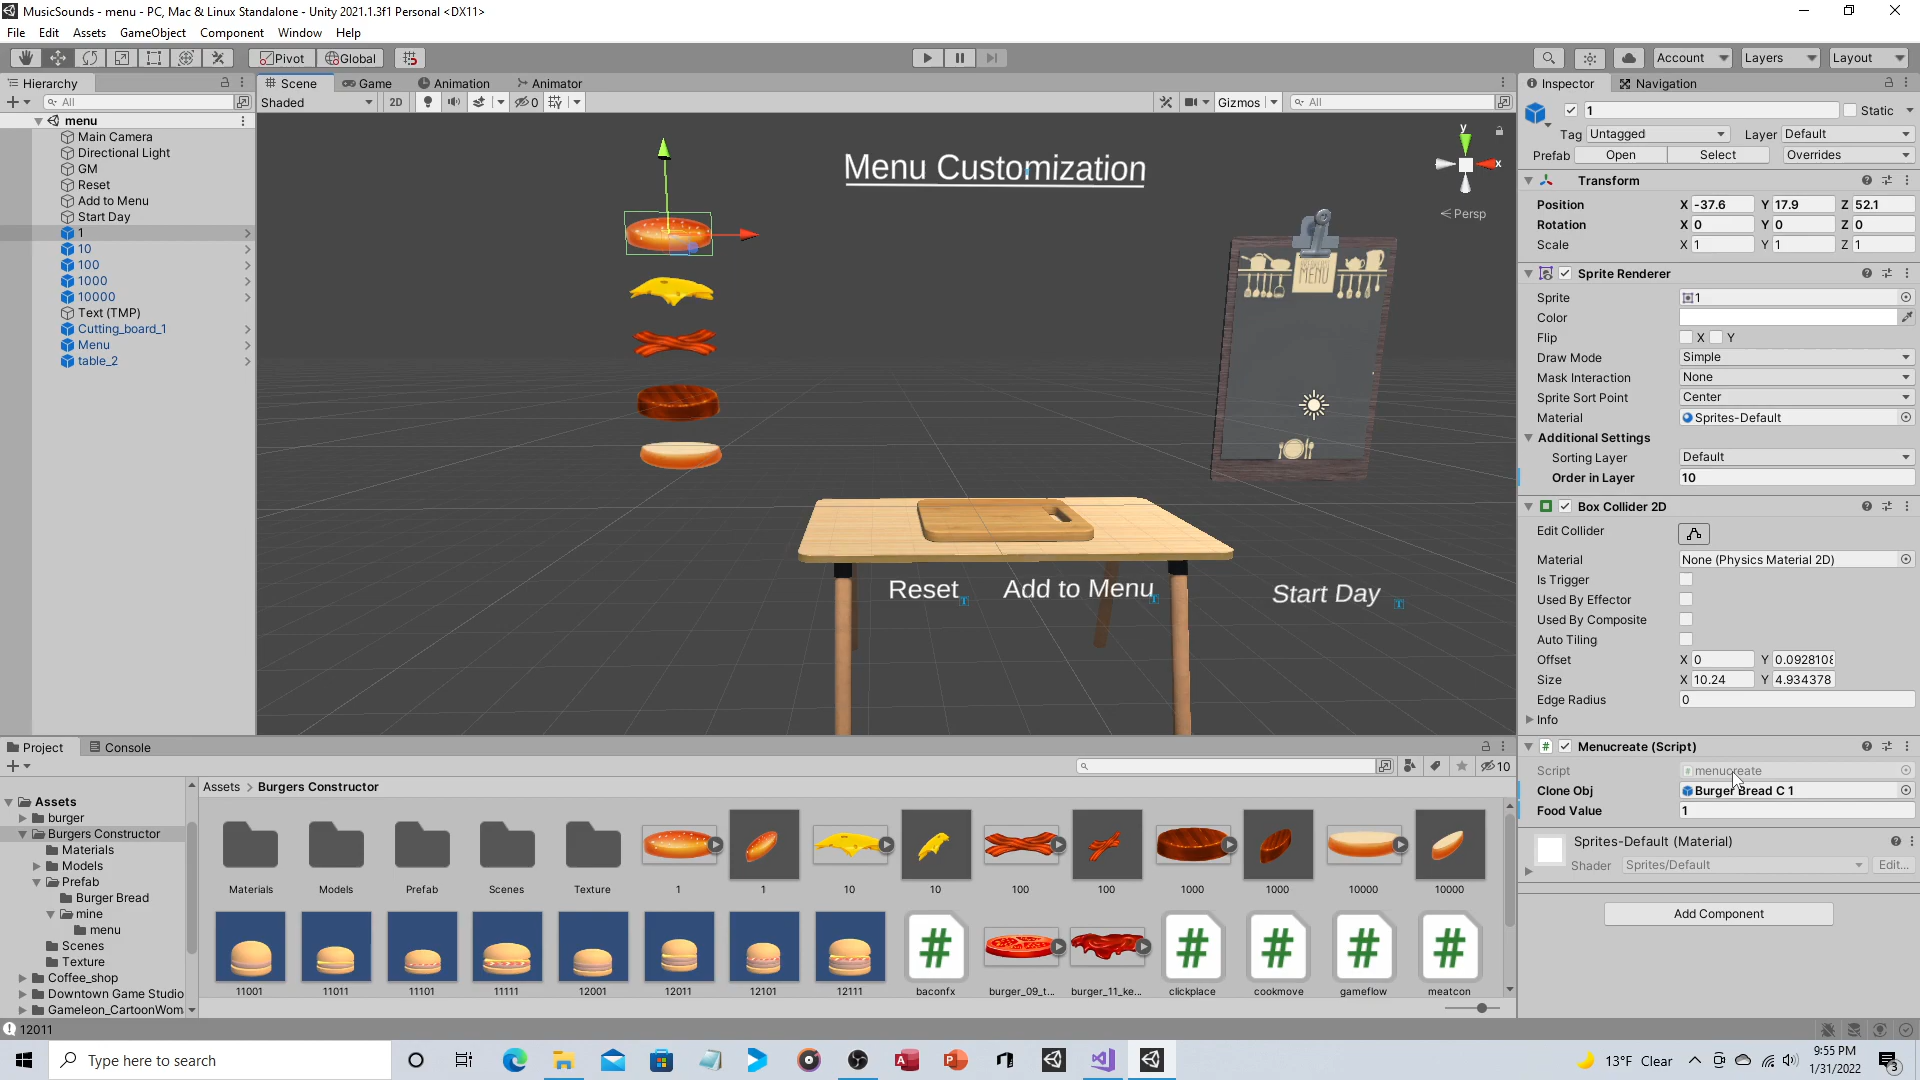 MusicSounds - menu - PC, Mac & Linux Standalone - Unity 2021.1.3f1 Personal <DX11>
File Edit Assets GameObject Component Window Help
Pivot Global
Account Layers Layout
Hierarchy
All
menu
Main Camera
Directional Light
GM
Reset
Add to Menu
Start Day
1
10
100
1000
10000
Text (TMP)
Cutting_board_1
Menu
table_2
Scene Game Animation Animator
Shaded 2D 0 Gizmos All
Menu Customization
y
x
Persp
MENU
Reset Add to Menu Start Day
Inspector Navigation
1 Static
Tag Untagged Layer Default
Prefab Open Select Overrides
Transform
Position X -37.6 Y 17.9 Z 52.1
Rotation X 0 Y 0 Z 0
Scale X 1 Y 1 Z 1
Sprite Renderer
Sprite 1
Color
Flip X Y
Draw Mode Simple
Mask Interaction None
Sprite Sort Point Center
Material Sprites-Default
Additional Settings
Sorting Layer Default
Order in Layer 10
Box Collider 2D
Edit Collider
Material None (Physics Material 2D)
Is Trigger
Used By Effector
Used By Composite
Auto Tiling
Offset X 0 Y 0.0928108
Size X 10.24 Y 4.934378
Edge Radius 0
Info
Menucreate (Script)
Script menucreate
Clone Obj Burger Bread C 1
Food Value 1
Sprites-Default (Material)
Shader Sprites/Default Edit...
Add Component
Project Console
10
Assets
burger
Burgers Constructor
Materials
Models
Prefab
Burger Bread
mine
menu
Scenes
Texture
Coffee_shop
Downtown Game Studio
Gameleon_CartoonWom
Assets > Burgers Constructor
Materials Models Prefab Scenes Texture 1 1 10 10 100 100 1000 1000 10000 10000
11001 11011 11101 11111 12001 12011 12101 12111 baconfx burger_09_t... burger_11_ke... clickplace cookmove gameflow meatcon
12011
Type here to search
13°F Clear
9:55 PM
1/31/2022
3